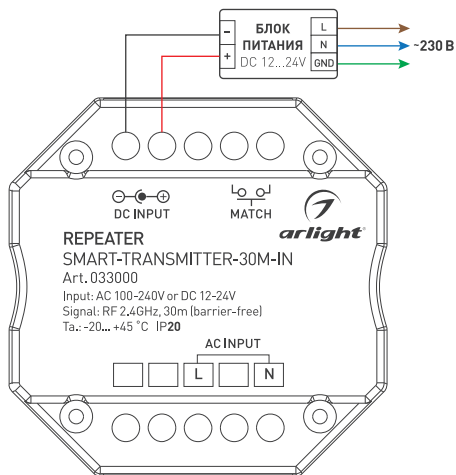 БЛОК
ПИТАНИЯ
DC 12...24V
–
+
L
N
GND
~230 В
DC INPUT
MATCH
arlight®
REPEATER
SMART-TRANSMITTER-30M-IN
Art. 033000
Input: AC 100-240V or DC 12-24V
Signal: RF 2.4GHz, 30m (barrier-free)
Ta.: -20... +45 °C IP20
AC INPUT
L N